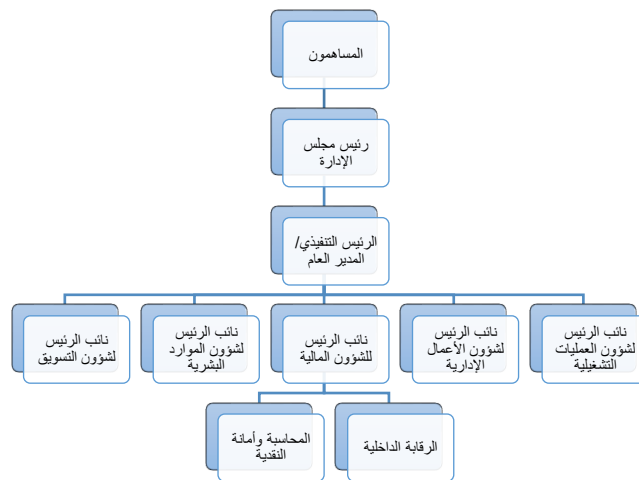 المساهمون
رئيس مجلس
الإدارة
الرئيس التنفيذي/
المدير العام
نائب الرئيس
لشؤون العمليات
التشغيلية
نائب الرئيس
لشؤون الأعمال
الإدارية
نائب الرئيس
للشؤون المالية
نائب الرئيس
لشؤون الموارد
البشرية
نائب الرئيس
لشؤون التسويق
الرقابة الداخلية
المحاسبة وأمانة
النقدية